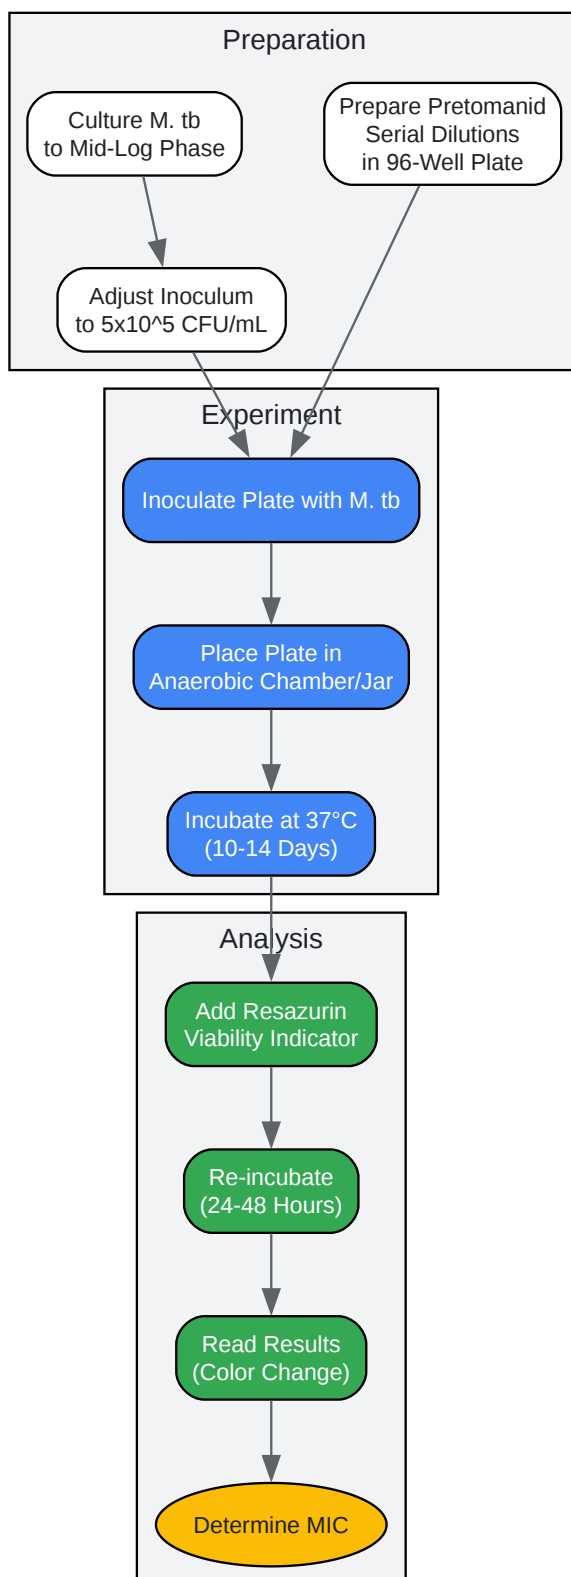 Preparation
Culture M. tb
to Mid-Log Phase
Prepare Pretomanid
Serial Dilutions
in 96-Well Plate
Adjust Inoculum
to 5x10^5 CFU/mL
Experiment
Inoculate Plate with M. tb
Place Plate in
Anaerobic Chamber/Jar
Incubate at 37°C
(10-14 Days)
Analysis
Add Resazurin
Viability Indicator
Re-incubate
(24-48 Hours)
Read Results
(Color Change)
Determine MIC